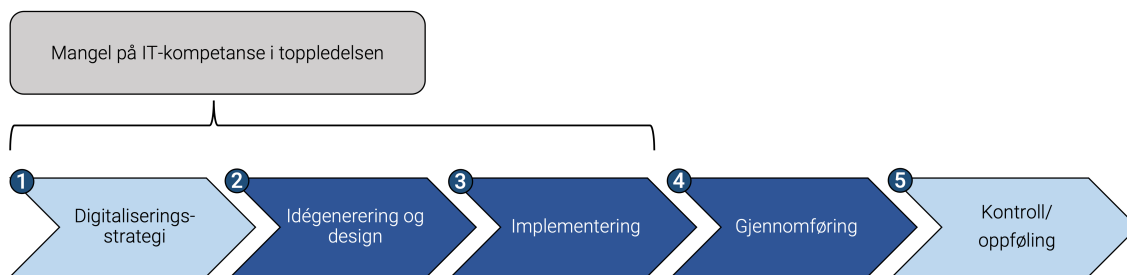 Mangel på IT-kompetanse i toppledelsen
1
Digitaliserings-
strategi
2
Idégenerering og
design
3
Implementering
4
Gjennomføring
5
Kontroll/
oppføling